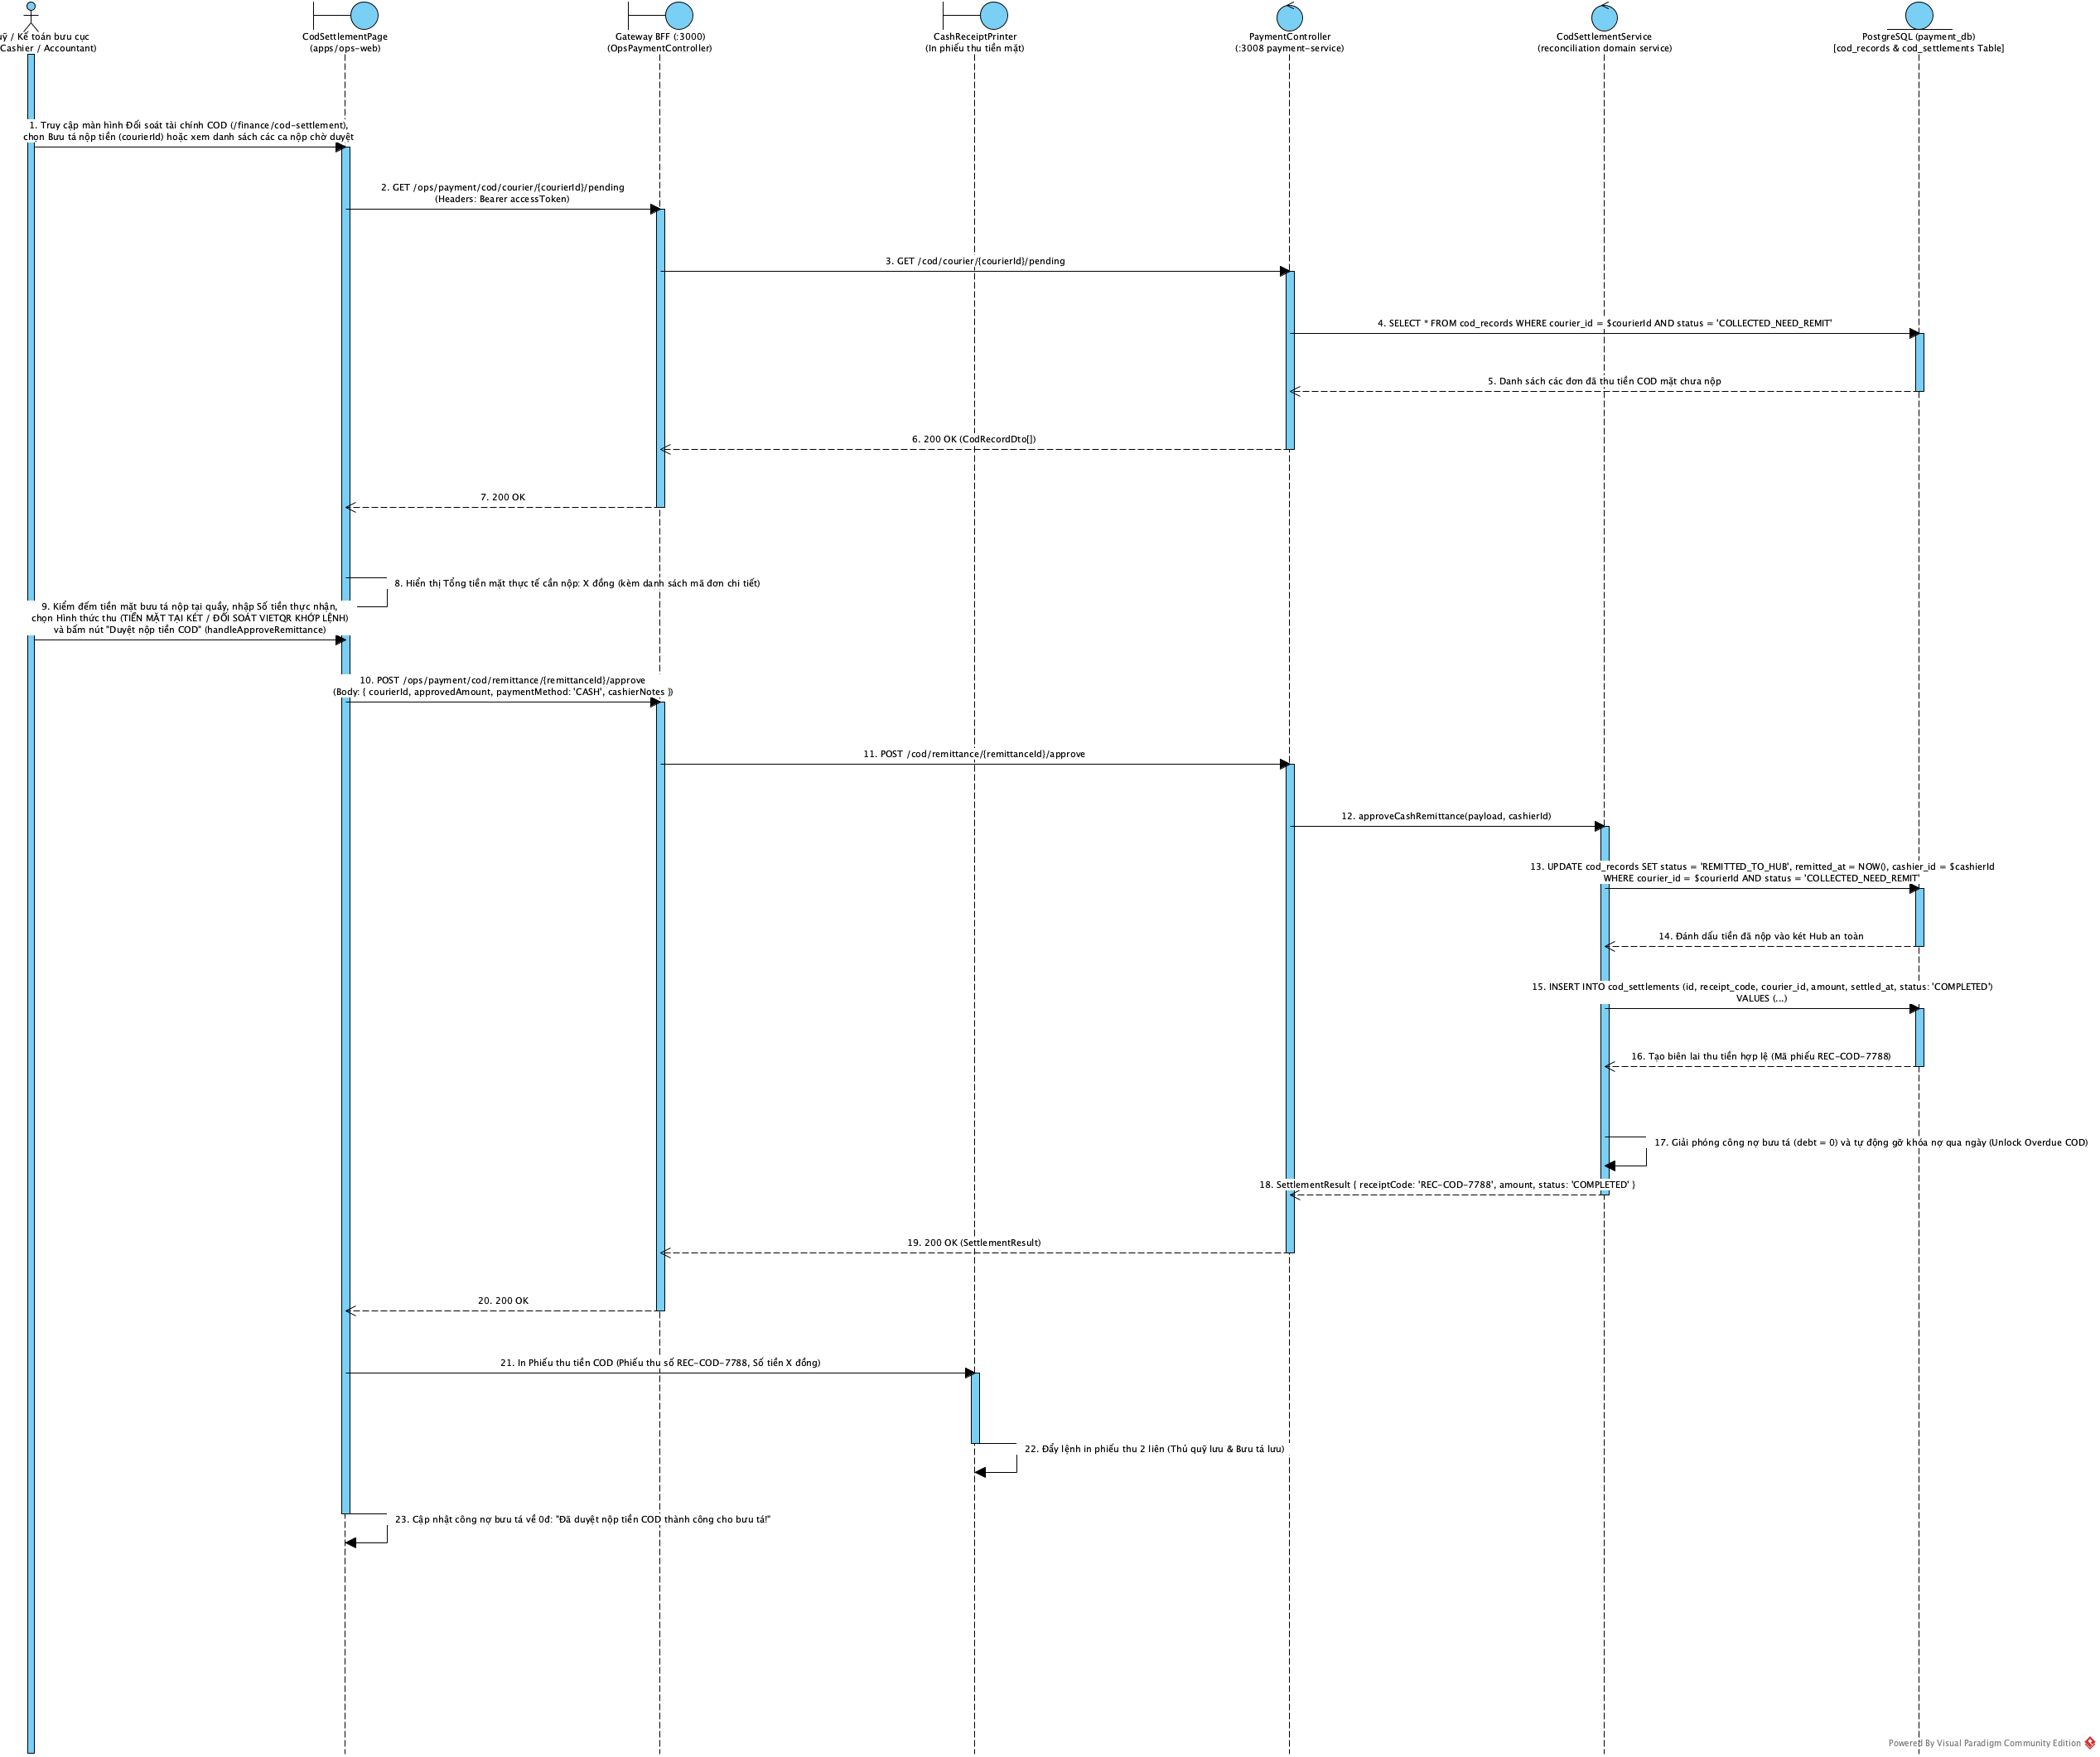 uỹ / Kế toán bưu cục
Cashier / Accountant)
CodSettlementPage
(apps/ops-web)
Gateway BFF (:3000)
(OpsPaymentController)
CashReceiptPrinter
(In phiếu thu tiền mặt)
PaymentController
(:3008 payment-service)
CodSettlementService
(reconciliation domain service)
PostgreSQL (payment_db)
[cod_records & cod_settlements Table]
1. Truy cập màn hình Đối soát tài chính COD (/finance/cod-settlement),
chọn Bưu tá nộp tiền (courierId) hoặc xem danh sách các ca nộp chờ duyệt
2. GET /ops/payment/cod/courier/{courierId}/pending
(Headers: Bearer accessToken)
3. GET /cod/courier/{courierId}/pending
4. SELECT * FROM cod_records WHERE courier_id = $courierId AND status = 'COLLECTED_NEED_REMIT'
5. Danh sách các đơn đã thu tiền COD mặt chưa nộp
6. 200 OK (CodRecordDto[])
7. 200 OK
8. Hiển thị Tổng tiền mặt thực tế cần nộp: X đồng (kèm danh sách mã đơn chi tiết)
9. Kiểm đếm tiền mặt bưu tá nộp tại quầy, nhập Số tiền thực nhận,
chọn Hình thức thu (TIỀN MẶT TẠI KÉT / ĐỐI SOÁT VIETQR KHỚP LỆNH)
và bấm nút "Duyệt nộp tiền COD" (handleApproveRemittance)
10. POST /ops/payment/cod/remittance/{remittanceId}/approve
(Body: { courierId, approvedAmount, paymentMethod: 'CASH', cashierNotes })
11. POST /cod/remittance/{remittanceId}/approve
12. approveCashRemittance(payload, cashierId)
13. UPDATE cod_records SET status = 'REMITTED_TO_HUB', remitted_at = NOW(), cashier_id = $cashierId
WHERE courier_id = $courierId AND status = 'COLLECTED_NEED_REMIT'
14. Đánh dấu tiền đã nộp vào két Hub an toàn
15. INSERT INTO cod_settlements (id, receipt_code, courier_id, amount, settled_at, status: 'COMPLETED')
VALUES (...)
16. Tạo biên lai thu tiền hợp lệ (Mã phiếu REC-COD-7788)
17. Giải phóng công nợ bưu tá (debt = 0) và tự động gỡ khóa nợ qua ngày (Unlock Overdue COD)
18. SettlementResult { receiptCode: 'REC-COD-7788', amount, status: 'COMPLETED' }
19. 200 OK (SettlementResult)
20. 200 OK
21. In Phiếu thu tiền COD (Phiếu thu số REC-COD-7788, Số tiền X đồng)
22. Đẩy lệnh in phiếu thu 2 liên (Thủ quỹ lưu & Bưu tá lưu)
23. Cập nhật công nợ bưu tá về 0đ: "Đã duyệt nộp tiền COD thành công cho bưu tá!"
Powered By Visual Paradigm Community Edition